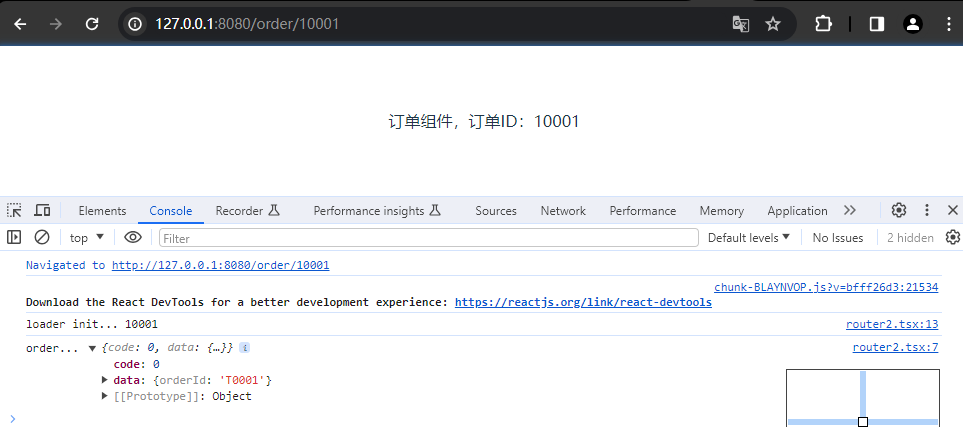 127.0.0.1:8080/order/10001
订单组件，订单ID：10001
Elements Console Recorder Performance insights Sources Network Performance Memory Application
top Filter Default levels No Issues 2 hidden
Navigated to http://127.0.0.1:8080/order/10001
chunk-BLAYNVOP.js?v=bfff26d3:21534
Download the React DevTools for a better development experience: https://reactjs.org/link/react-devtools
loader init... 10001 router2.tsx:13
order... {code: 0, data: {…}} router2.tsx:7
code: 0
data: {orderId: 'T0001'}
[[Prototype]]: Object